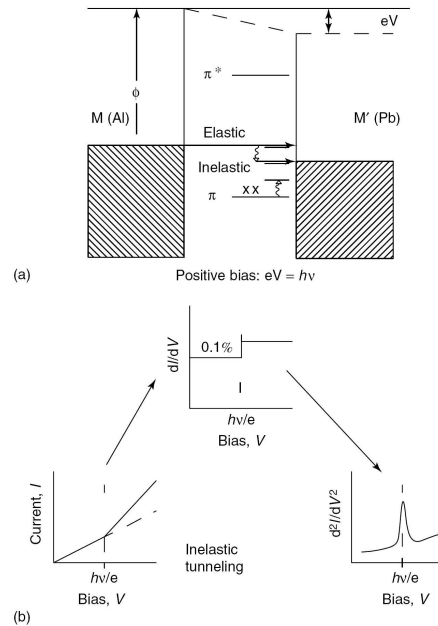 eV
π*
ϕ
M (Al)
M′ (Pb)
Elastic
Inelastic
x x
π
(a)
Positive bias: eV = hν
dI/dV
0.1%
hν/e
Bias, V
Current, I
hν/e
Bias, V
Inelastic
tunneling
d²I/dV²
hν/e
Bias, V
(b)